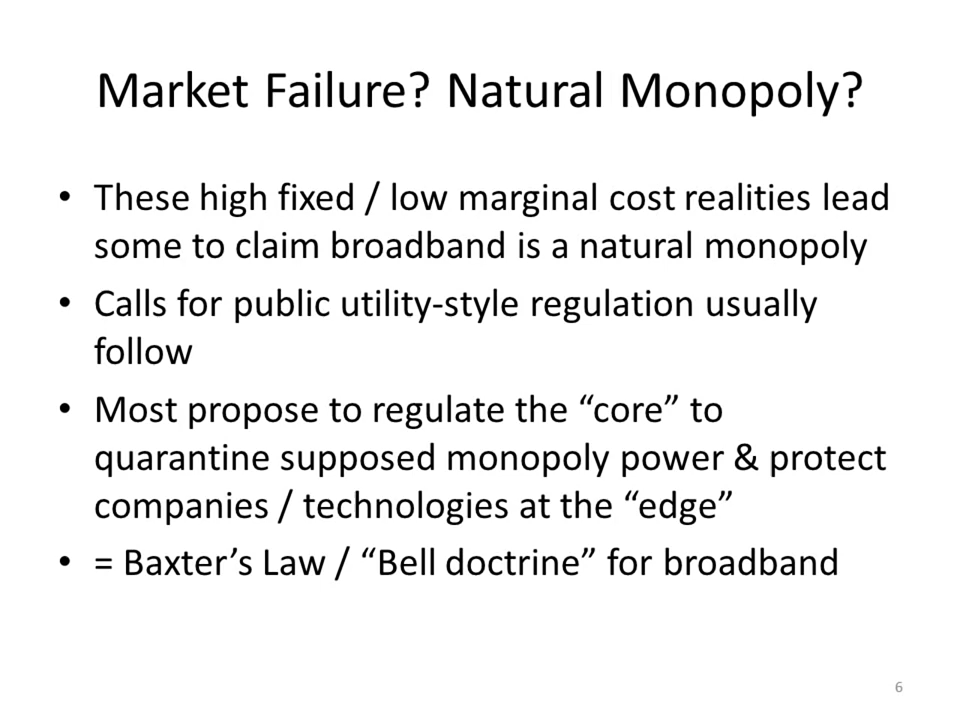 Market Failure? Natural Monopoly?
• These high fixed / low marginal cost realities lead
some to claim broadband is a natural monopoly
• Calls for public utility-style regulation usually
follow
• Most propose to regulate the “core” to
quarantine supposed monopoly power & protect
companies / technologies at the “edge”
• = Baxter’s Law / “Bell doctrine” for broadband
6